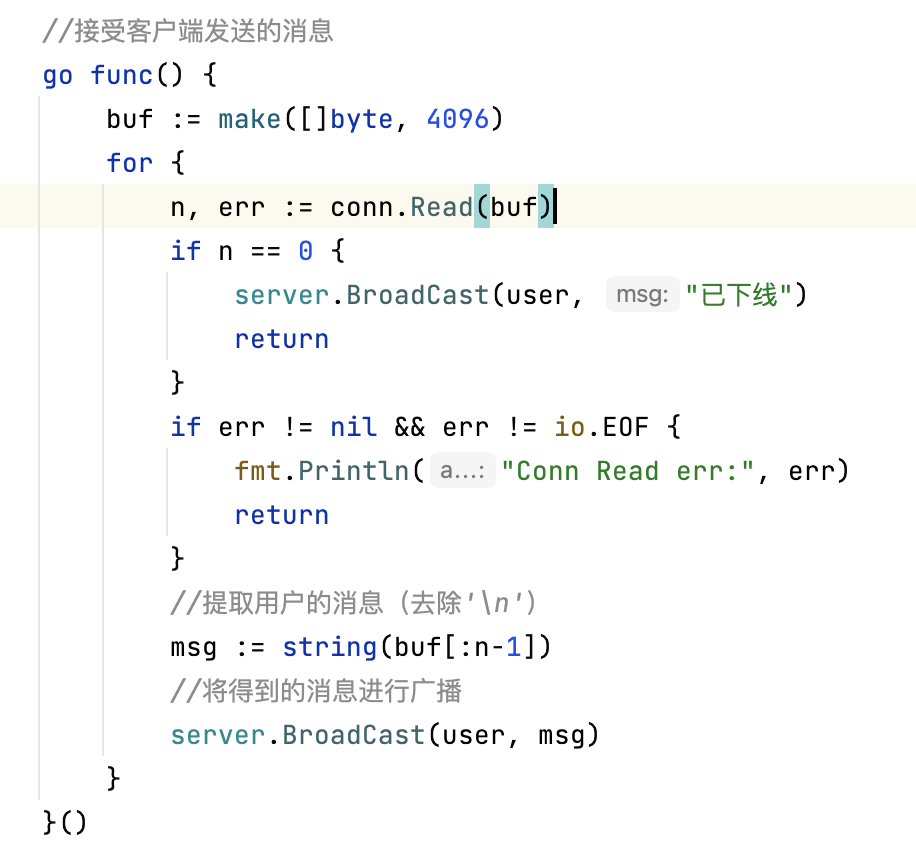 //接受客户端发送的消息
go func() {
    buf := make([]byte, 4096)
    for {
        n, err := conn.Read(buf)
        if n == 0 {
            server.BroadCast(user, msg: "已下线")
            return
        }
        if err != nil && err != io.EOF {
            fmt.Println(a...: "Conn Read err:", err)
            return
        }
        //提取用户的消息（去除'\n'）
        msg := string(buf[:n-1])
        //将得到的消息进行广播
        server.BroadCast(user, msg)
    }
}()